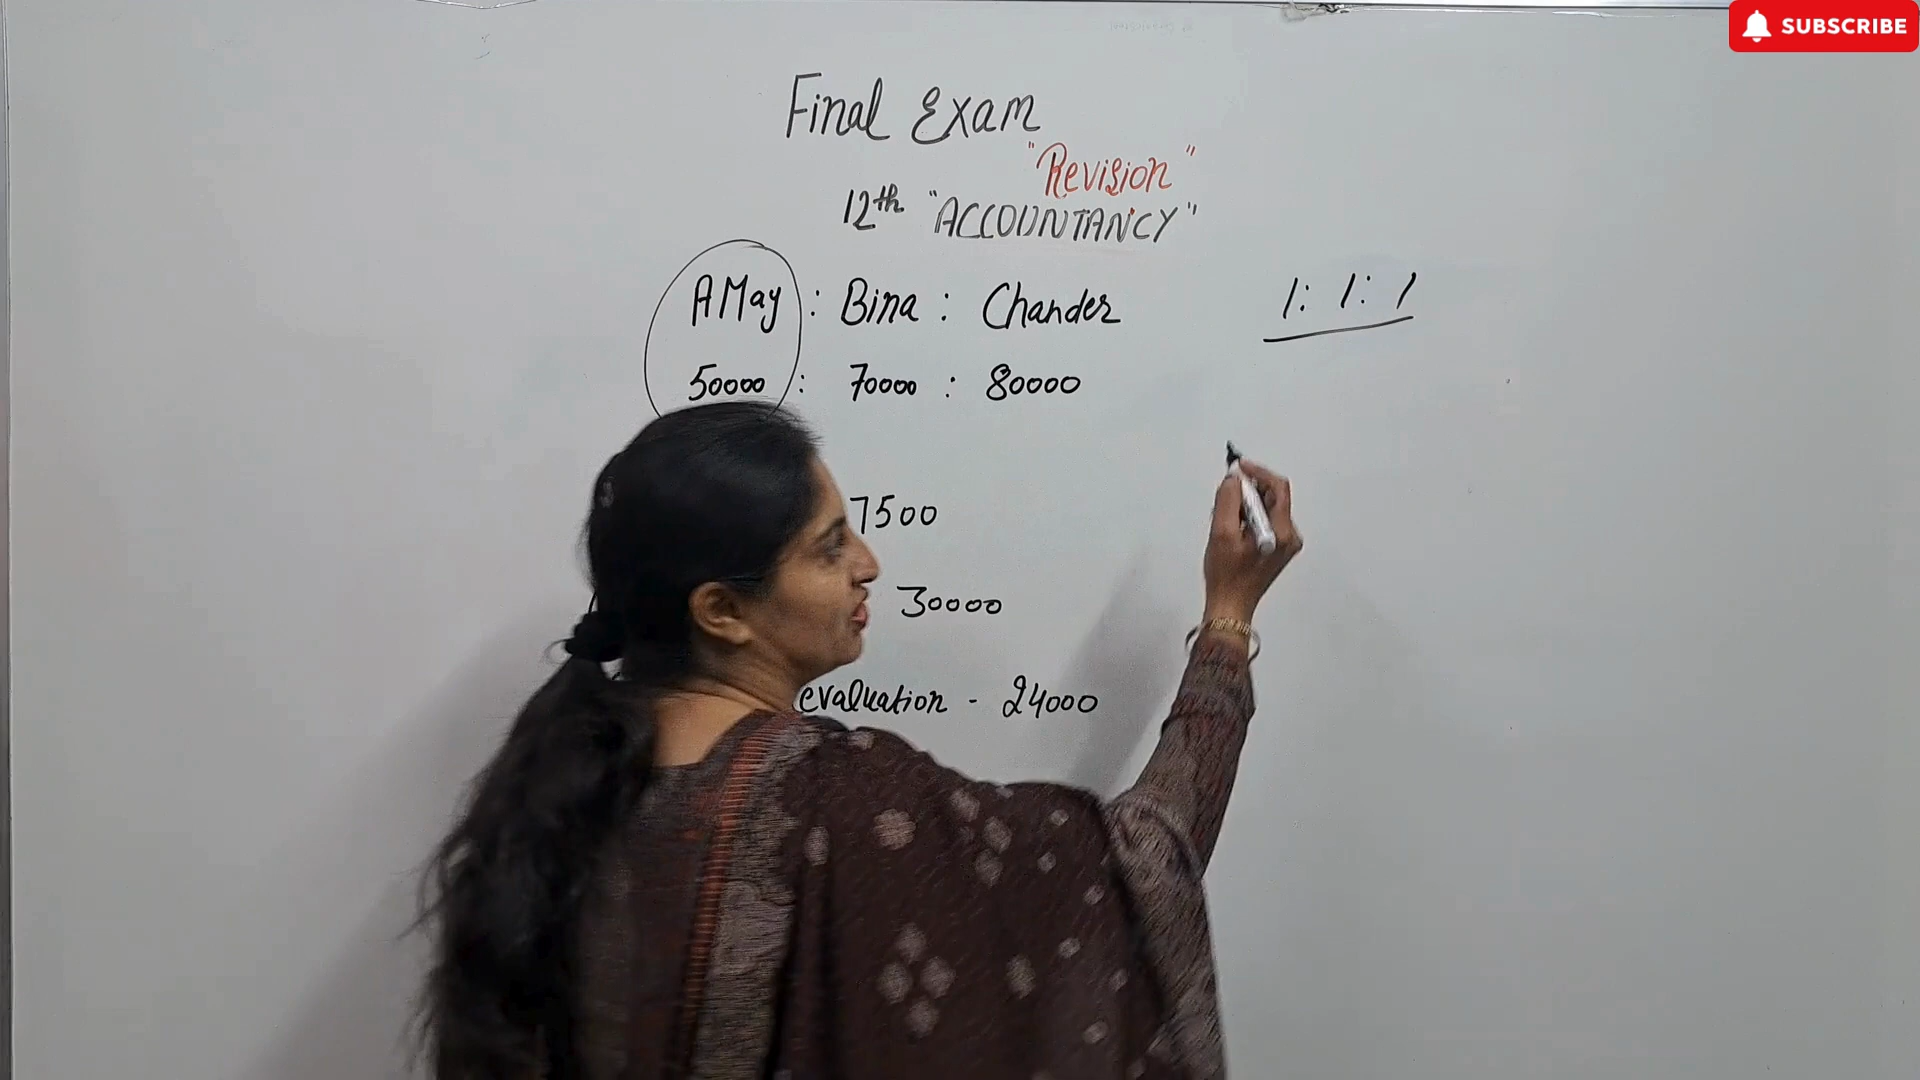 SUBSCRIBE
Final Exam
"Revision"
12th "ACCOUNTANCY"
AMay : Bina : Chander
1: 1: 1
50000 : 70000 : 80000
7500
30000
evaluation - 24000